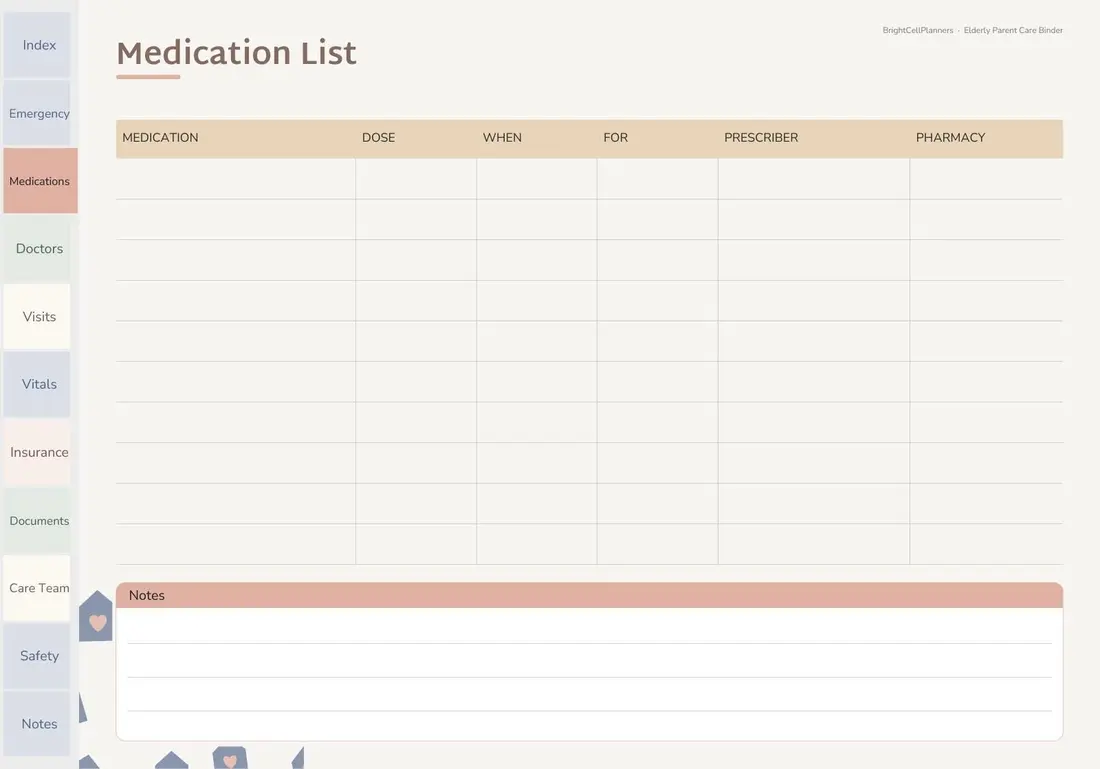 Index
Emergency
Medications
Doctors
Visits
Vitals
Insurance
Documents
Care Team
Safety
Notes
BrightCellPlanners - Elderly Parent Care Binder
Medication List
MEDICATION DOSE WHEN FOR PRESCRIBER PHARMACY
Notes